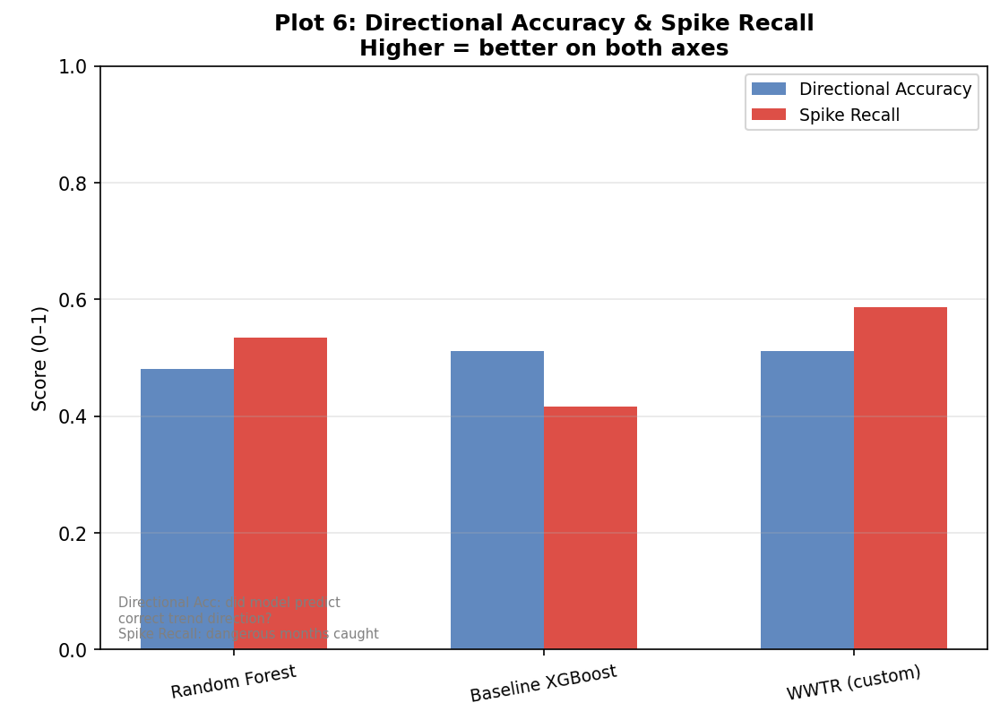 Plot 6: Directional Accuracy & Spike Recall
Higher = better on both axes
1.0
Directional Accuracy
Spike Recall
0.8
0.6
Score (0–1)
0.4
0.2
Directional Acc: did model predict
correct trend direction?
Spike Recall: dangerous months caught
0.0
Random Forest
Baseline XGBoost
WWTR (custom)